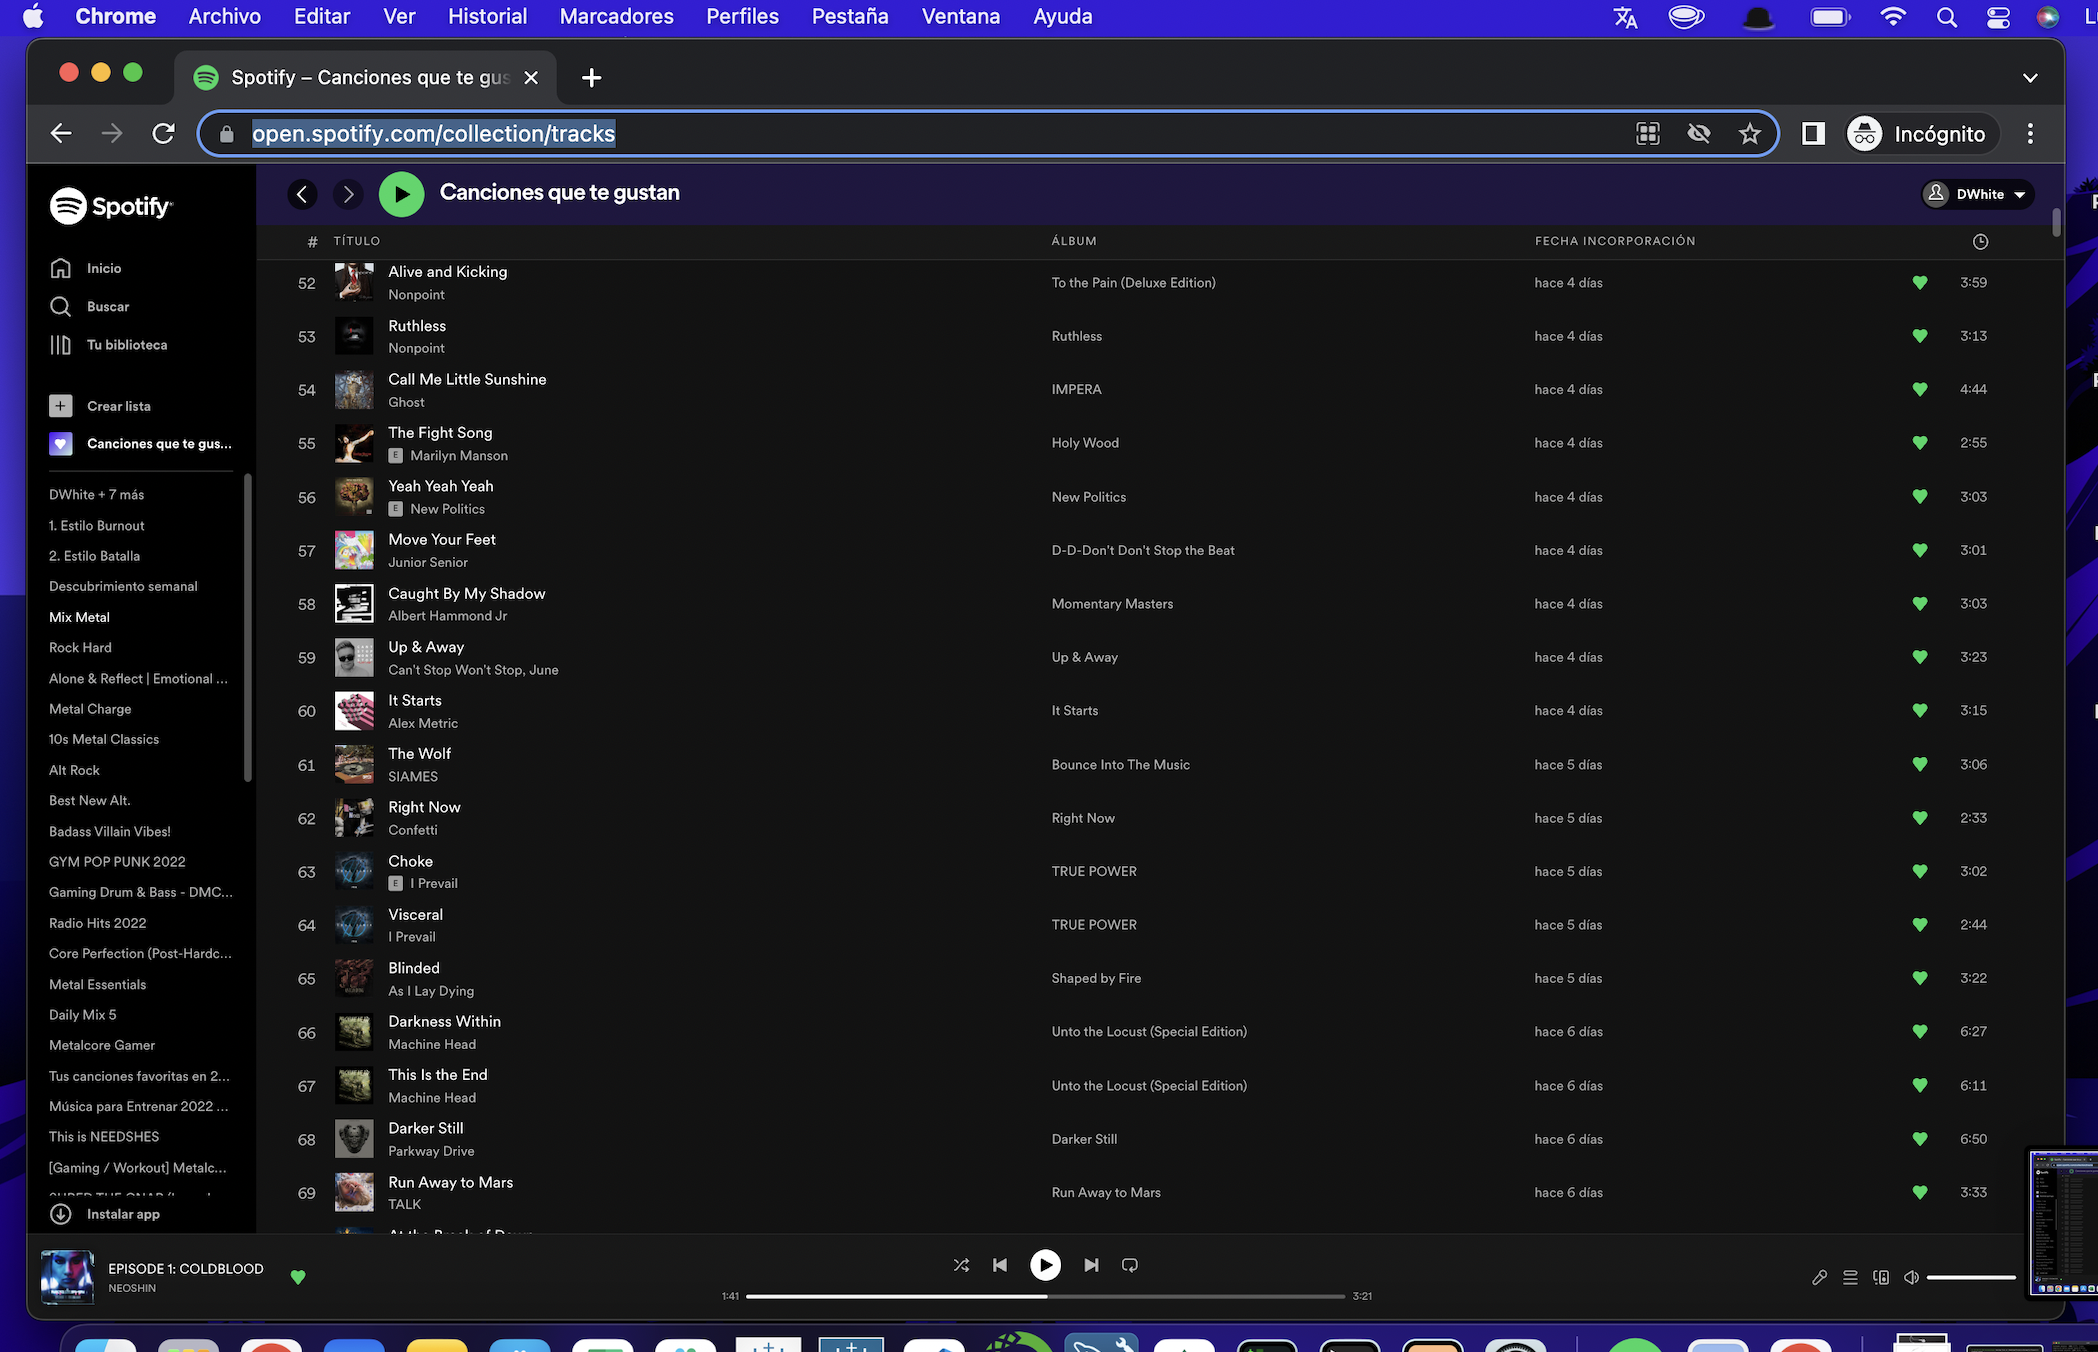 Chrome Archivo Editar Ver Historial Marcadores Perfiles Pestaña Ventana Ayuda
Spotify – Canciones que te gus
open.spotify.com/collection/tracks
Incógnito
Spotify
Canciones que te gustan
DWhite
Inicio
Buscar
Tu biblioteca
Crear lista
Canciones que te gus...
DWhite + 7 más
1. Estilo Burnout
2. Estilo Batalla
Descubrimiento semanal
Mix Metal
Rock Hard
Alone & Reflect | Emotional ...
Metal Charge
10s Metal Classics
Alt Rock
Best New Alt.
Badass Villain Vibes!
GYM POP PUNK 2022
Gaming Drum & Bass - DMC...
Radio Hits 2022
Core Perfection (Post-Hardc...
Metal Essentials
Daily Mix 5
Metalcore Gamer
Tus canciones favoritas en 2...
Música para Entrenar 2022 ...
This is NEEDSHES
[Gaming / Workout] Metalc...
Instalar app
# TÍTULO ÁLBUM FECHA INCORPORACIÓN
52 Alive and Kicking To the Pain (Deluxe Edition) hace 4 días 3:59
Nonpoint
53 Ruthless Ruthless hace 4 días 3:13
Nonpoint
54 Call Me Little Sunshine IMPERA hace 4 días 4:44
Ghost
55 The Fight Song Holy Wood hace 4 días 2:55
E Marilyn Manson
56 Yeah Yeah Yeah New Politics hace 4 días 3:03
E New Politics
57 Move Your Feet D-D-Don't Don't Stop the Beat hace 4 días 3:01
Junior Senior
58 Caught By My Shadow Momentary Masters hace 4 días 3:03
Albert Hammond Jr
59 Up & Away Up & Away hace 4 días 3:23
Can't Stop Won't Stop, June
60 It Starts It Starts hace 4 días 3:15
Alex Metric
61 The Wolf Bounce Into The Music hace 5 días 3:06
SIAMES
62 Right Now Right Now hace 5 días 2:33
Confetti
63 Choke TRUE POWER hace 5 días 3:02
E I Prevail
64 Visceral TRUE POWER hace 5 días 2:44
I Prevail
65 Blinded Shaped by Fire hace 5 días 3:22
As I Lay Dying
66 Darkness Within Unto the Locust (Special Edition) hace 6 días 6:27
Machine Head
67 This Is the End Unto the Locust (Special Edition) hace 6 días 6:11
Machine Head
68 Darker Still Darker Still hace 6 días 6:50
Parkway Drive
69 Run Away to Mars Run Away to Mars hace 6 días 3:33
TALK
EPISODE 1: COLDBLOOD
NEOSHIN
1:41 3:21